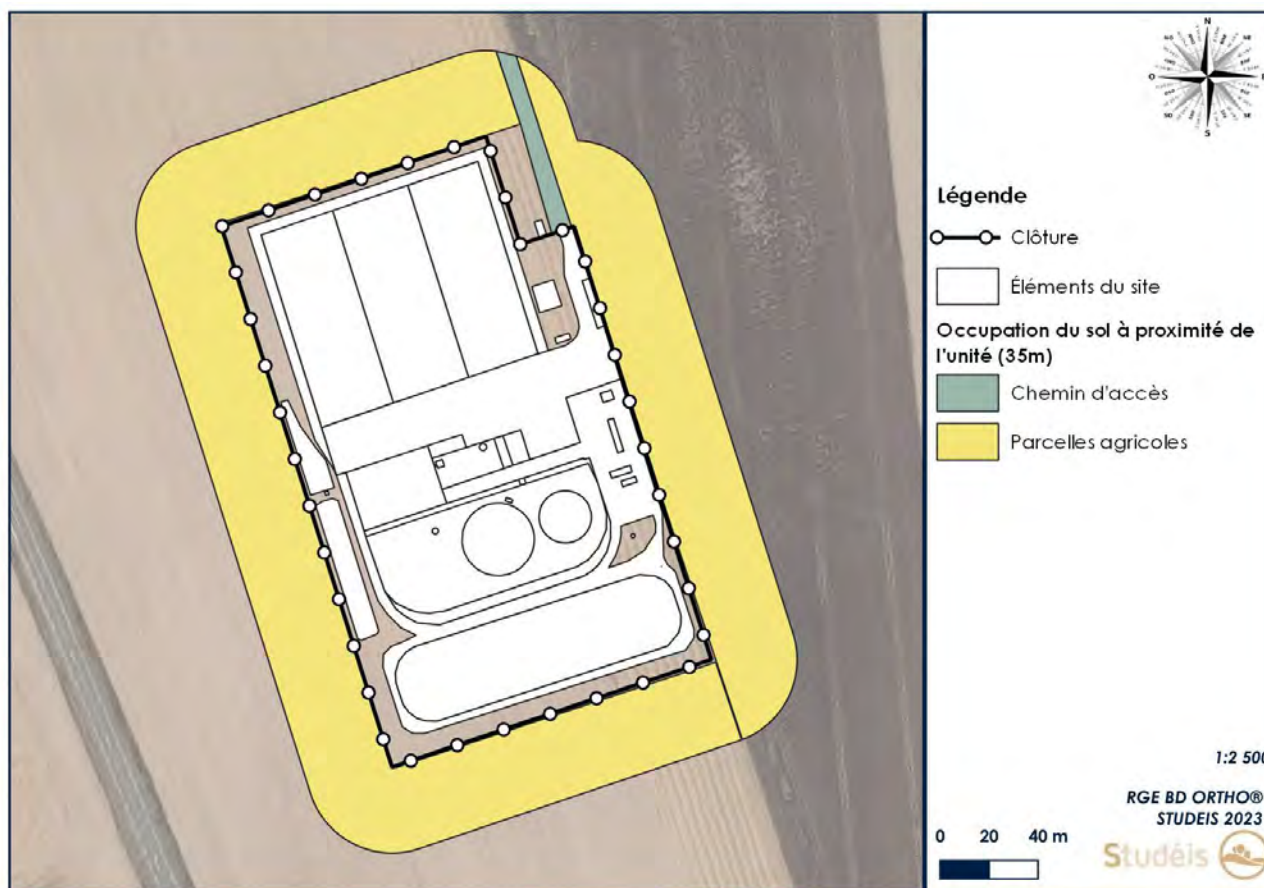 N
O
S
Légende
Clôture
Éléments du site
Occupation du sol à proximité de
l'unité (35m)
Chemin d'accès
Parcelles agricoles
1:2 500
RGE BD ORTHO®
STUDEIS 2023
0 20 40 m
Studéis